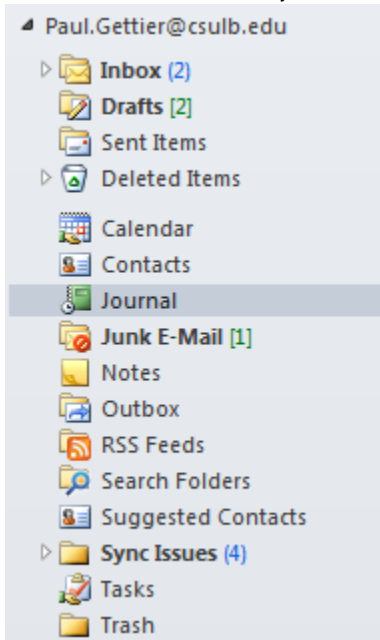 Paul.Gettier@csulb.edu
Inbox (2)
Drafts [2]
Sent Items
Deleted Items
Calendar
Contacts
Journal
Junk E-Mail [1]
Notes
Outbox
RSS Feeds
Search Folders
Suggested Contacts
Sync Issues (4)
Tasks
Trash